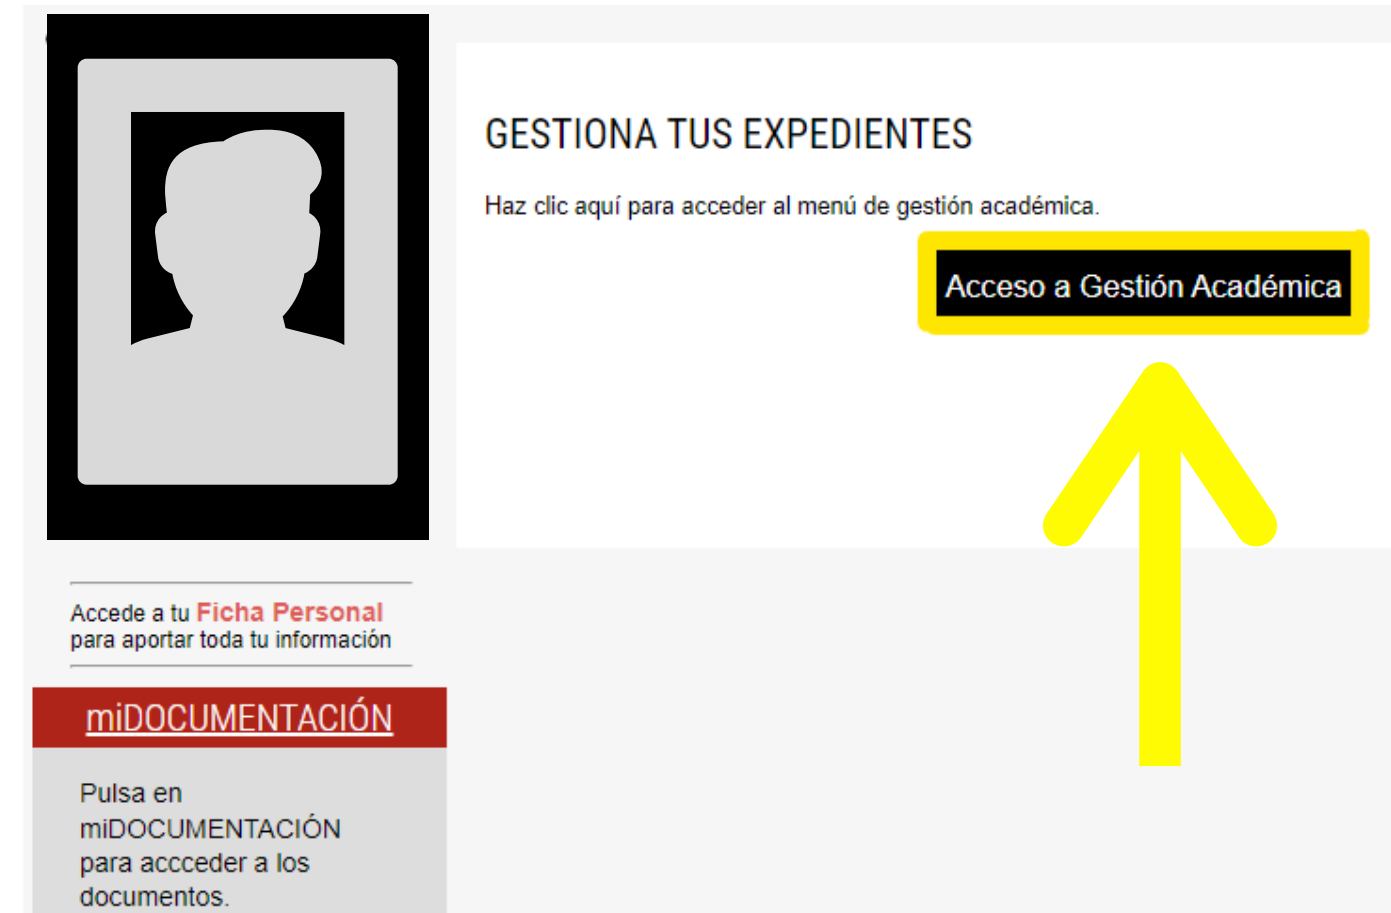 GESTIONA TUS EXPEDIENTES
Haz clic aquí para acceder al menú de gestión académica.
Acceso a Gestión Académica
Accede a tu Ficha Personal
para aportar toda tu información
miDOCUMENTACIÓN
Pulsa en
miDOCUMENTACIÓN
para accceder a los
documentos.